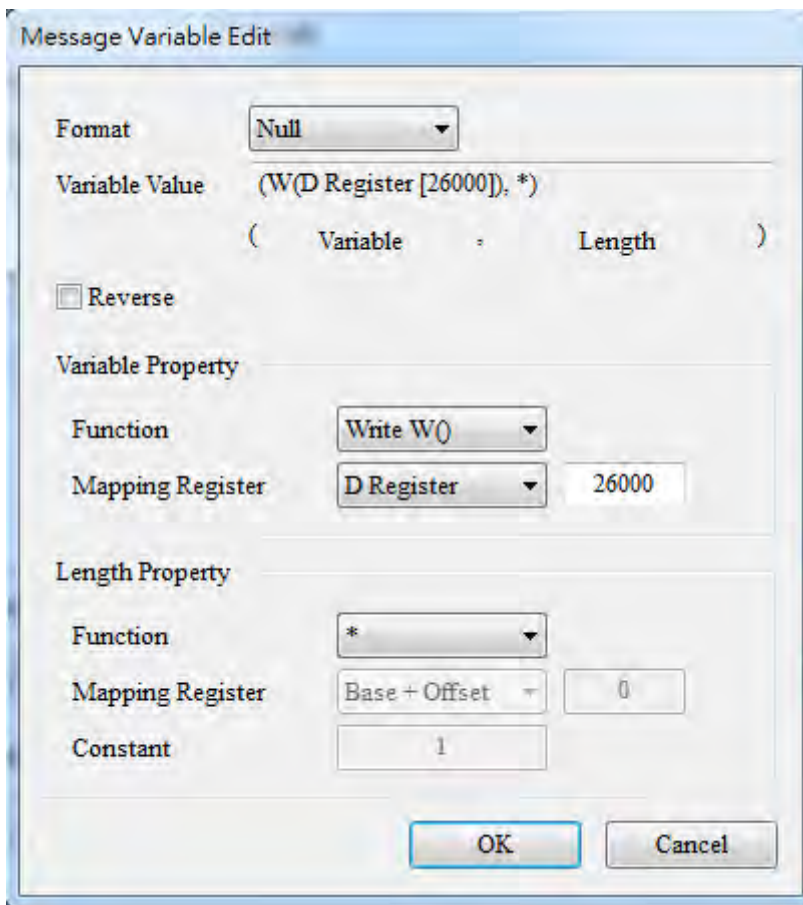 Message Variable Edit
Format Null
Variable Value (W(D Register [26000]), *)
( Variable , Length )
Reverse
Variable Property
Function Write W()
Mapping Register D Register 26000
Length Property
Function *
Mapping Register Base + Offset 0
Constant 1
OK Cancel